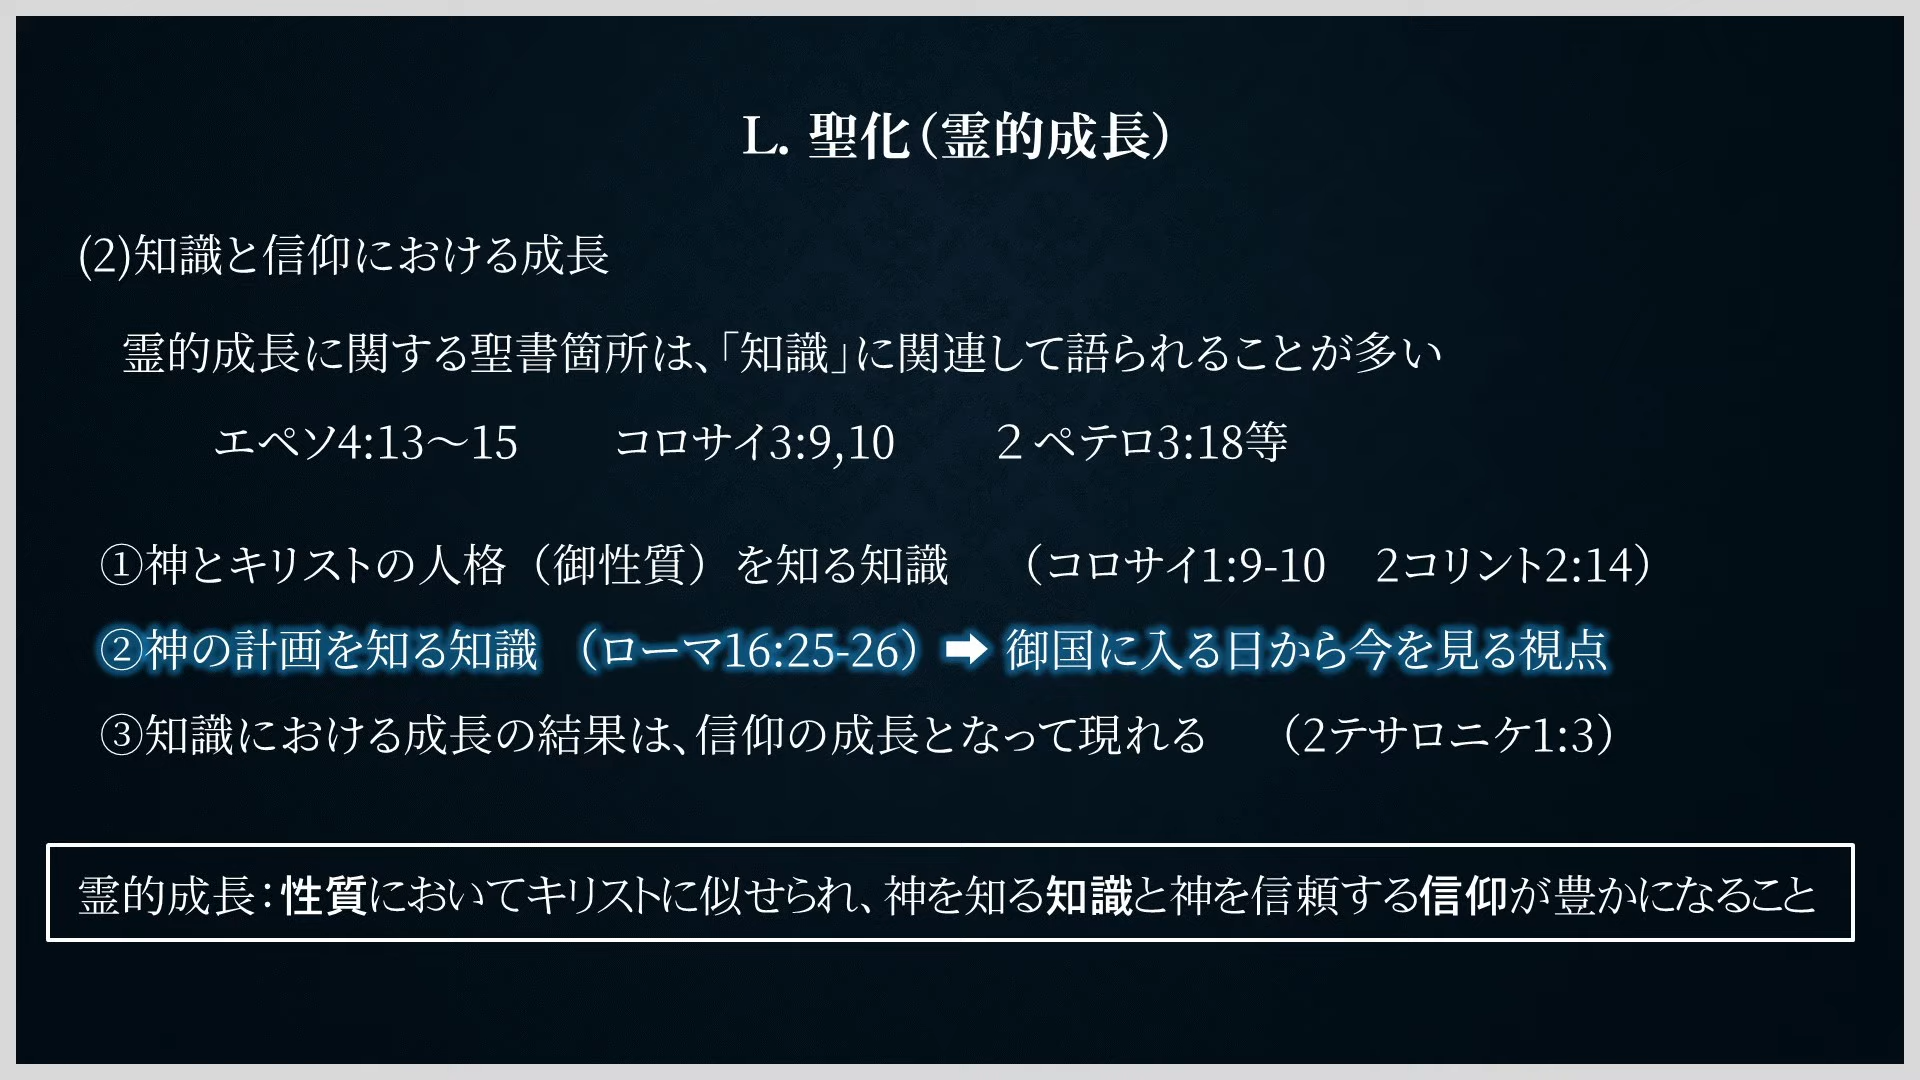 L. 聖化（霊的成長）
(2)知識と信仰における成長
霊的成長に関する聖書箇所は、「知識」に関連して語られることが多い
エペソ4:13〜15　　コロサイ3:9,10　　２ペテロ3:18等
①神とキリストの人格（御性質）を知る知識　（コロサイ1:9-10　2コリント2:14）
②神の計画を知る知識　（ローマ16:25-26）➡ 御国に入る日から今を見る視点
③知識における成長の結果は、信仰の成長となって現れる　（2テサロニケ1:3）
霊的成長：性質においてキリストに似せられ、神を知る知識と神を信頼する信仰が豊かになること